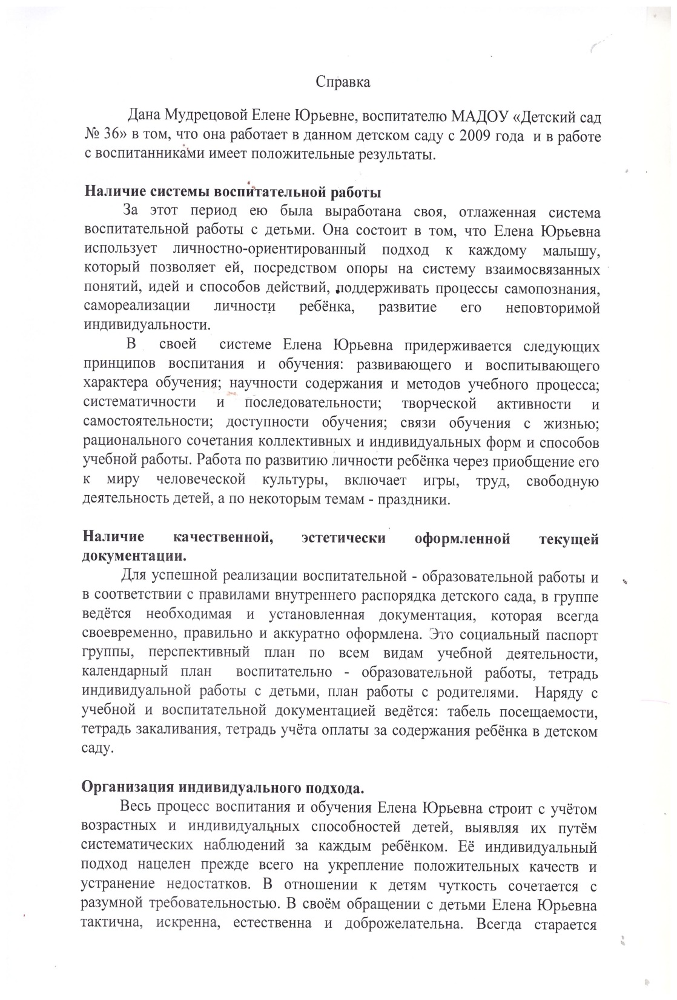 Справка
Дана Мудрецовой Елене Юрьевне, воспитателю МАДОУ «Детский сад
№ 36» в том, что она работает в данном детском саду с 2009 года и в работе
с воспитанниками имеет положительные результаты.
Наличие системы воспитательной работы
За этот период ею была выработана своя, отлаженная система
воспитательной работы с детьми. Она состоит в том, что Елена Юрьевна
использует личностно-ориентированный подход к каждому малышу,
который позволяет ей, посредством опоры на систему взаимосвязанных
понятий, идей и способов действий, поддерживать процессы самопознания,
самореализации личности ребёнка, развитие его неповторимой
индивидуальности.
В своей системе Елена Юрьевна придерживается следующих
принципов воспитания и обучения: развивающего и воспитывающего
характера обучения; научности содержания и методов учебного процесса;
систематичности и последовательности; творческой активности и
самостоятельности; доступности обучения; связи обучения с жизнью;
рационального сочетания коллективных и индивидуальных форм и способов
учебной работы. Работа по развитию личности ребёнка через приобщение его
к миру человеческой культуры, включает игры, труд, свободную
деятельность детей, а по некоторым темам - праздники.
Наличие качественной, эстетически оформленной текущей
документации.
Для успешной реализации воспитательной - образовательной работы и
в соответствии с правилами внутреннего распорядка детского сада, в группе
ведётся необходимая и установленная документация, которая всегда
своевременно, правильно и аккуратно оформлена. Это социальный паспорт
группы, перспективный план по всем видам учебной деятельности,
календарный план воспитательно - образовательной работы, тетрадь
индивидуальной работы с детьми, план работы с родителями. Наряду с
учебной и воспитательной документацией ведётся: табель посещаемости,
тетрадь закаливания, тетрадь учёта оплаты за содержания ребёнка в детском
саду.
Организация индивидуального подхода.
Весь процесс воспитания и обучения Елена Юрьевна строит с учётом
возрастных и индивидуальных способностей детей, выявляя их путём
систематических наблюдений за каждым ребёнком. Её индивидуальный
подход нацелен прежде всего на укрепление положительных качеств и
устранение недостатков. В отношении к детям чуткость сочетается с
разумной требовательностью. В своём обращении с детьми Елена Юрьевна
тактична, искренна, естественна и доброжелательна. Всегда старается